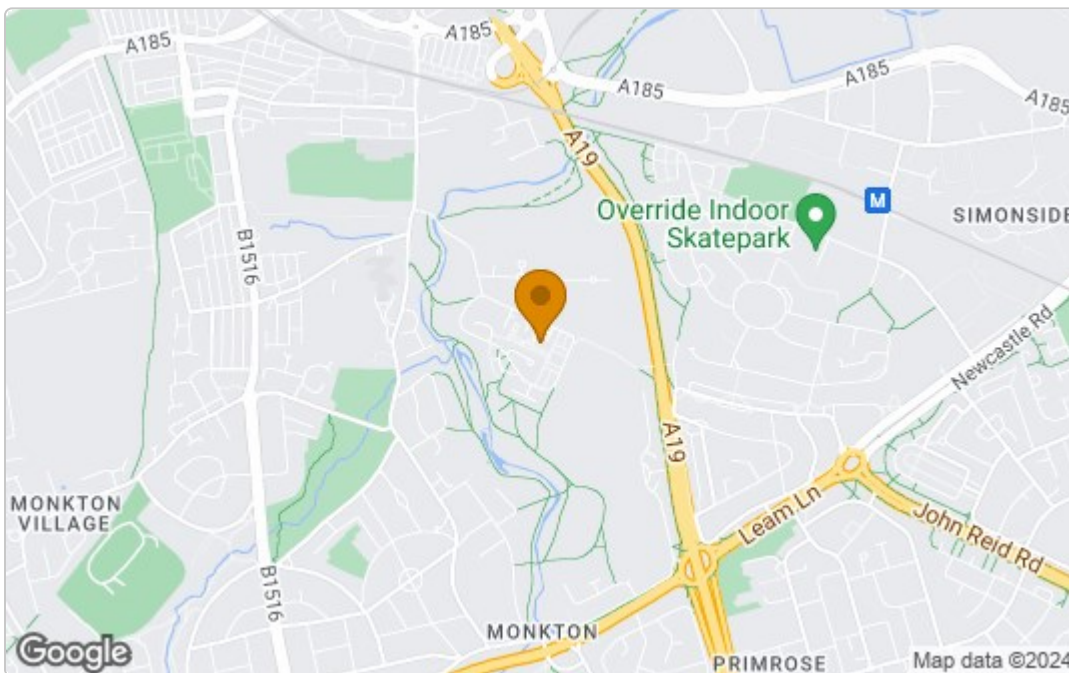 A185
A185
A185
A185
A185
A19
Override Indoor
Skatepark
M
SIMONSIDE
B1516
Newcastle Rd
A19
MONKTON
VILLAGE
Leam Ln
John Reid Rd
B1516
MONKTON
PRIMROSE
Google
Map data ©2024